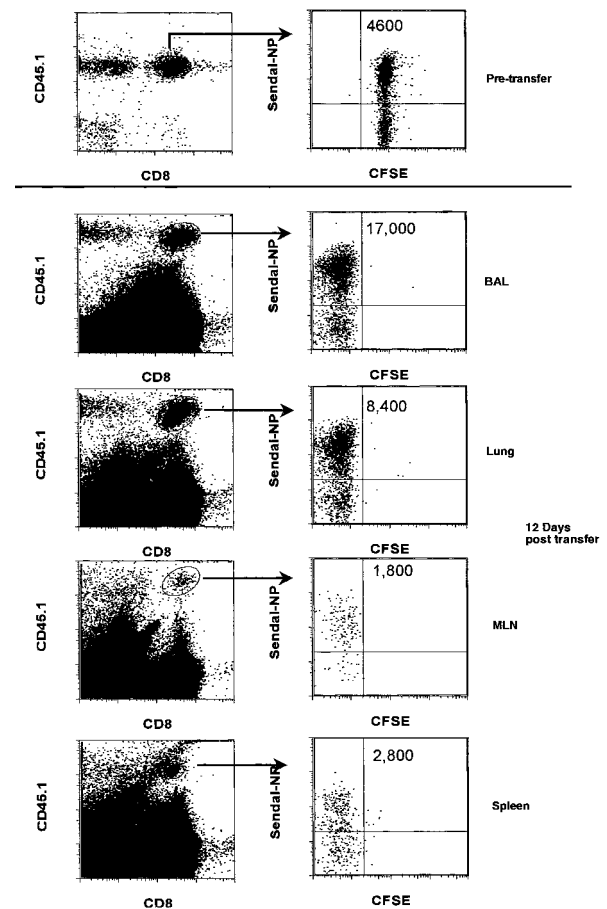 4600
CD45.1
Sendai-NP
Pre-transfer
CD8
CFSE
17,000
CD45.1
Sendai-NP
BAL
CD8
CFSE
8,400
CD45.1
Sendai-NP
Lung
CD8
CFSE
12 Days
post transfer
1,800
CD45.1
Sendai-NP
MLN
CD8
CFSE
2,800
CD45.1
Sendai-NP
Spleen
CD8
CFSE